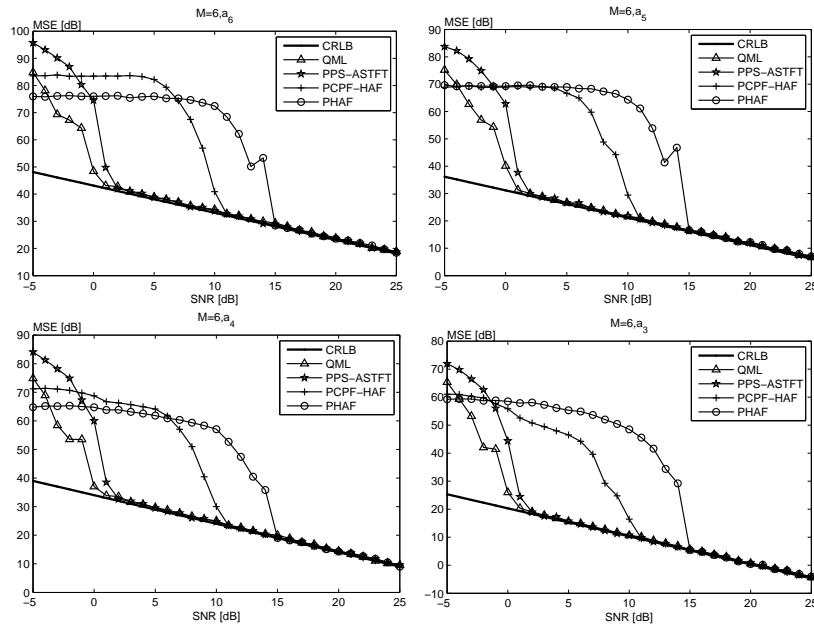 M=6,a6
MSE [dB]
100
90
80
70
60
50
40
30
20
10
−5 0 5 10 15 20 25
SNR [dB]
CRLB
QML
PPS−ASTFT
PCPF−HAF
PHAF
M=6,a5
MSE [dB]
90
80
70
60
50
40
30
20
10
0
−5 0 5 10 15 20 25
SNR [dB]
CRLB
QML
PPS−ASTFT
PCPF−HAF
PHAF
M=6,a4
MSE [dB]
90
80
70
60
50
40
30
20
10
0
−5 0 5 10 15 20 25
SNR [dB]
CRLB
QML
PPS−ASTFT
PCPF−HAF
PHAF
M=6,a3
MSE [dB]
80
70
60
50
40
30
20
10
0
−10
−5 0 5 10 15 20 25
SNR [dB]
CRLB
QML
PPS−ASTFT
PCPF−HAF
PHAF